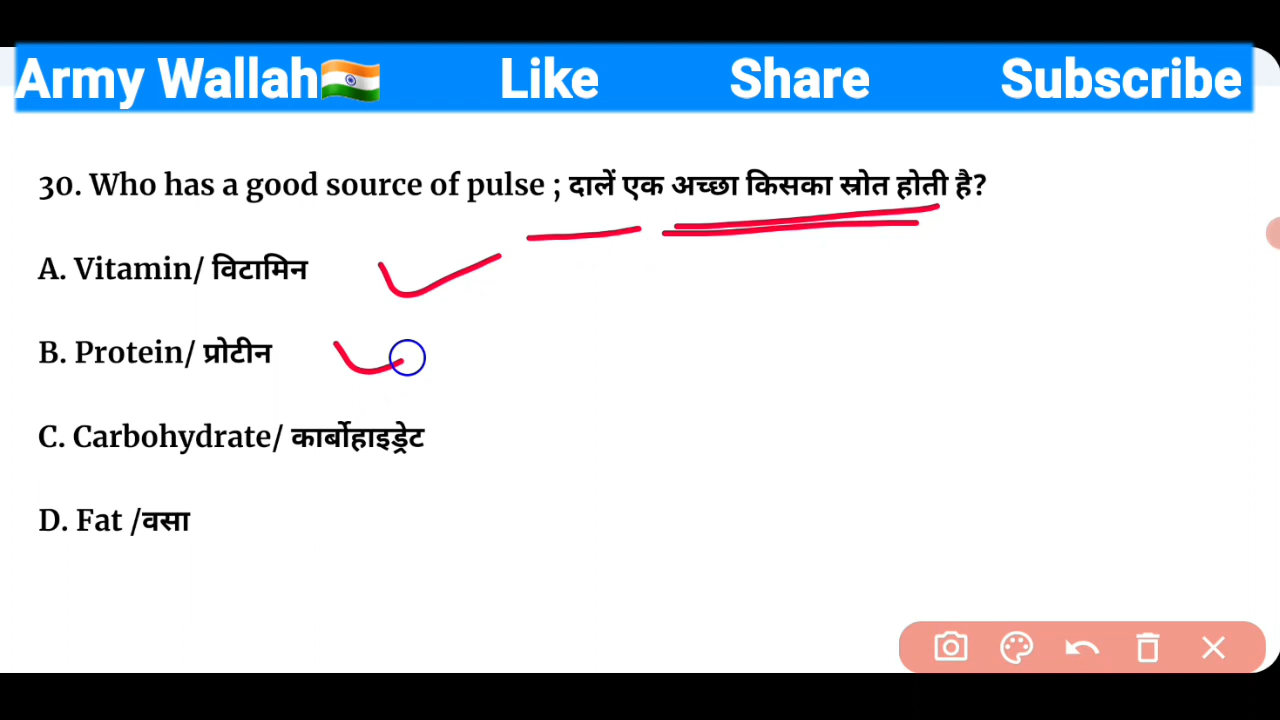 Army Wallah🇮🇳 Like Share Subscribe
30. Who has a good source of pulse ; दालें एक अच्छा किसका स्रोत होती है?
A. Vitamin/ विटामिन
B. Protein/ प्रोटीन
C. Carbohydrate/ कार्बोहाइड्रेट
D. Fat /वसा